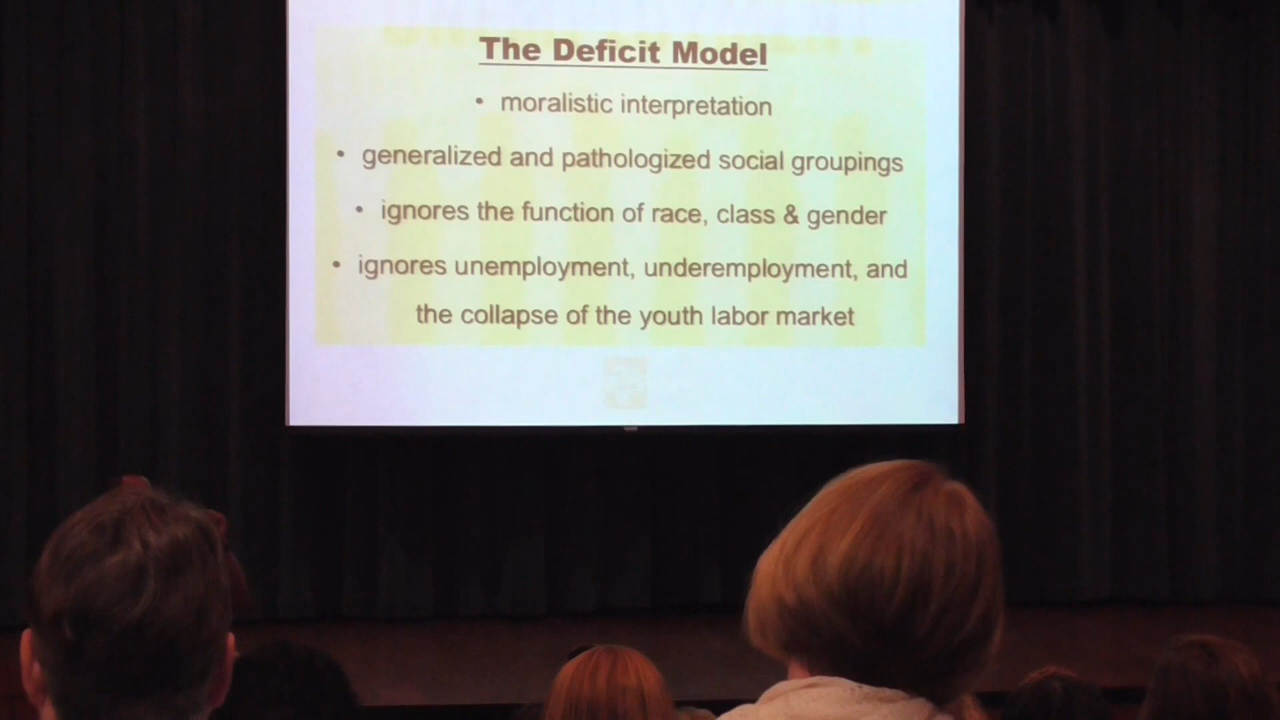 The Deficit Model
• moralistic interpretation
• generalized and pathologized social groupings
• ignores the function of race, class & gender
• ignores unemployment, underemployment, and
the collapse of the youth labor market